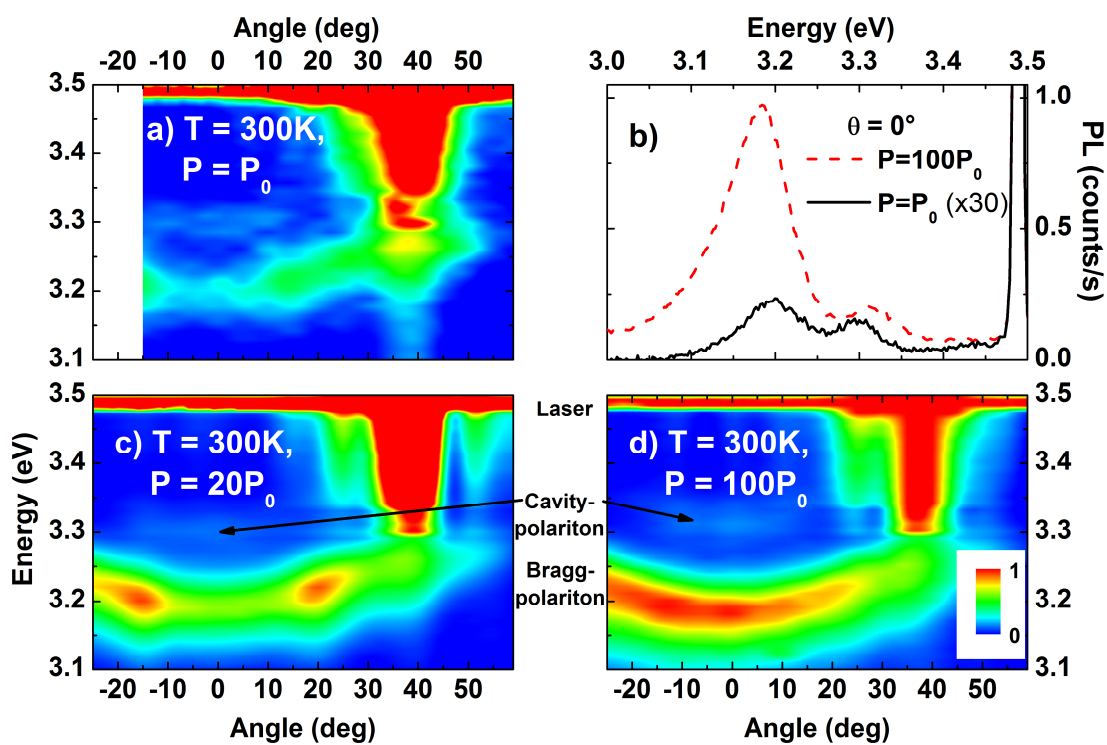 Angle (deg)
-20 -10 0 10 20 30 40 50
Energy (eV)
3.0 3.1 3.2 3.3 3.4 3.5
3.5
3.4
3.3
3.2
3.1
a) T = 300K,
P = P0
b)
θ = 0°
P=100P0
P=P0 (x30)
1.0
0.5
0.0
PL (counts/s)
Energy (eV)
3.5
3.4
3.3
3.2
3.1
c) T = 300K,
P = 20P0
Laser
Cavity-
polariton
Bragg-
polariton
d) T = 300K,
P = 100P0
1
0
3.5
3.4
3.3
3.2
3.1
-20 -10 0 10 20 30 40 50
Angle (deg)
-20 -10 0 10 20 30 40 50
Angle (deg)